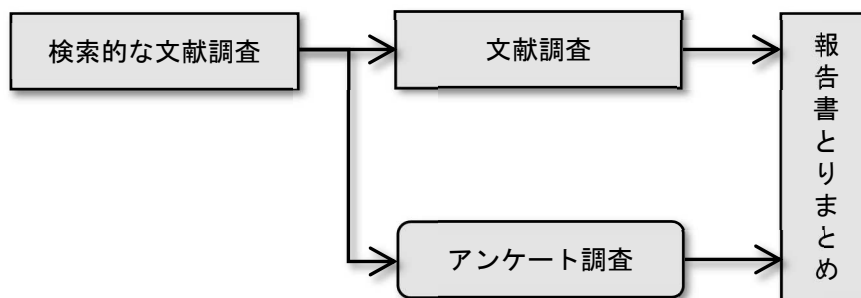 検索的な文献調査
文献調査
アンケート調査
報告書とりまとめ